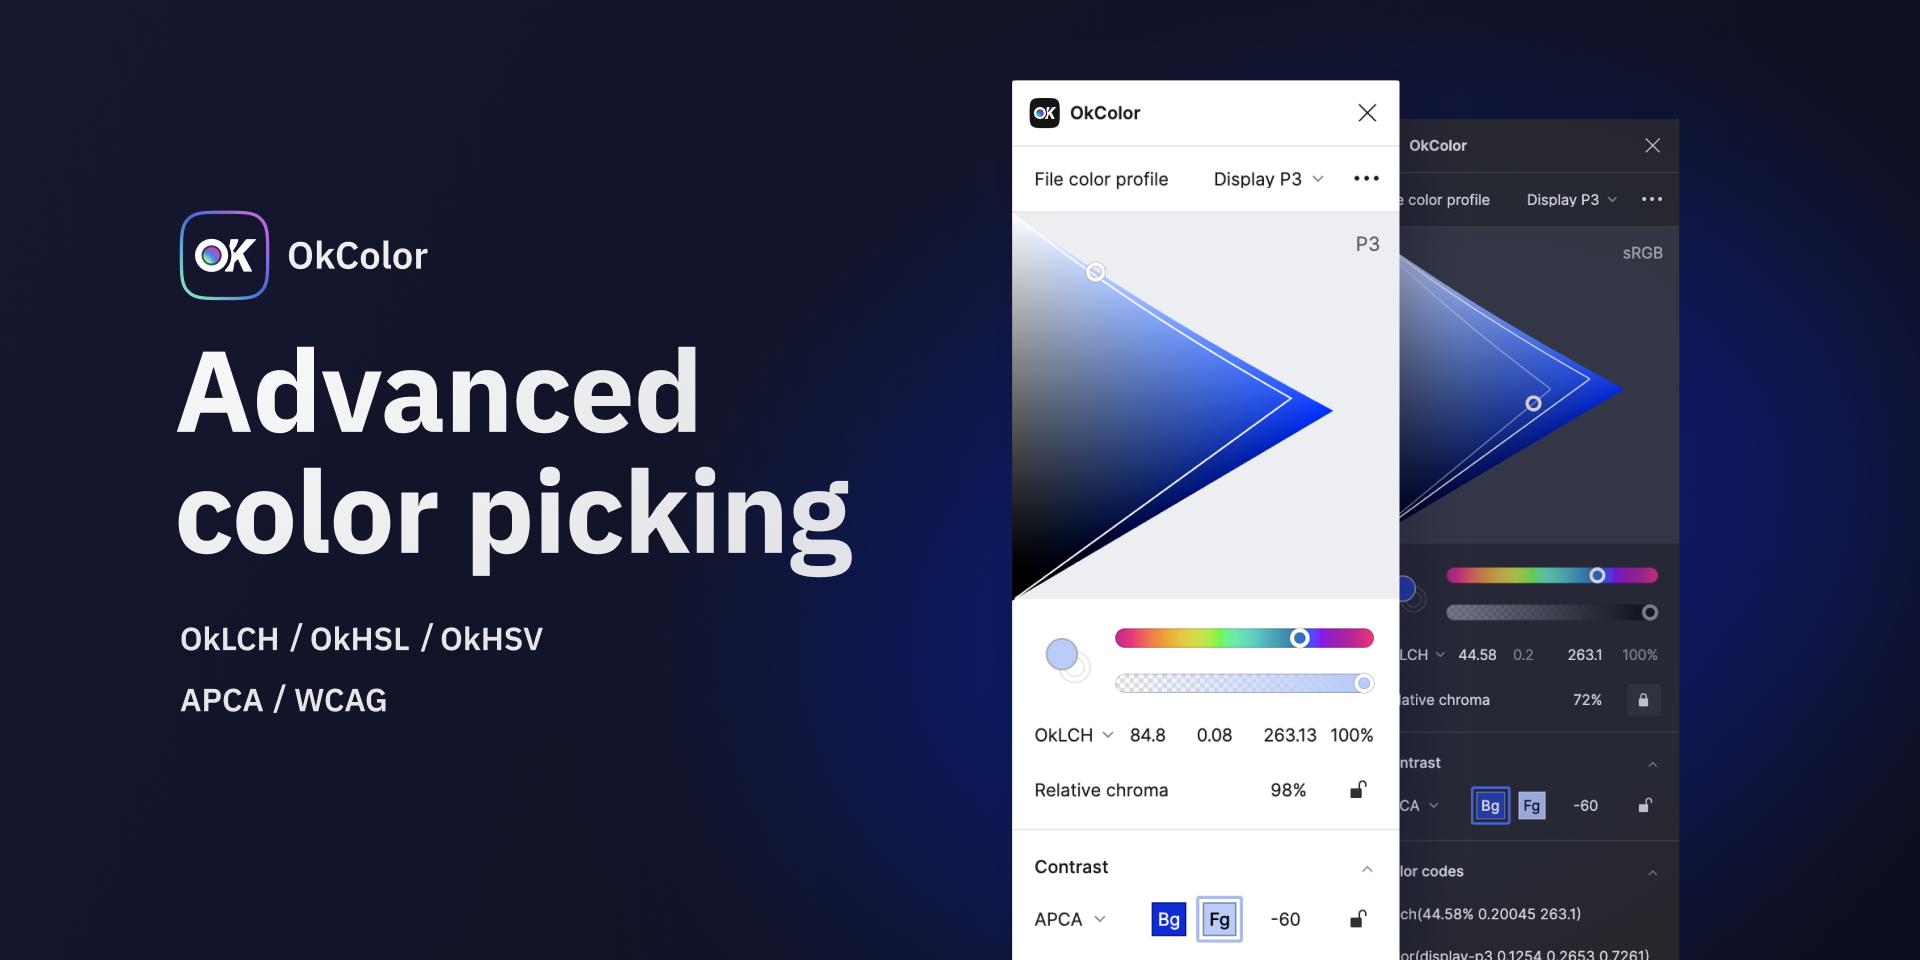 OK OkColor
Advanced
color picking
OkLCH / OkHSL / OkHSV
APCA / WCAG
OK OkColor
File color profile Display P3
P3
OkLCH 84.8 0.08 263.13 100%
Relative chroma 98%
Contrast
APCA Bg Fg -60
OkColor
e color profile Display P3
sRGB
LCH 44.58 0.2 263.1 100%
lative chroma 72%
ntrast
CA Bg Fg -60
lor codes
ch(44.58% 0.20045 263.1)
or(display-p3 0.1254 0.2653 0.7261)